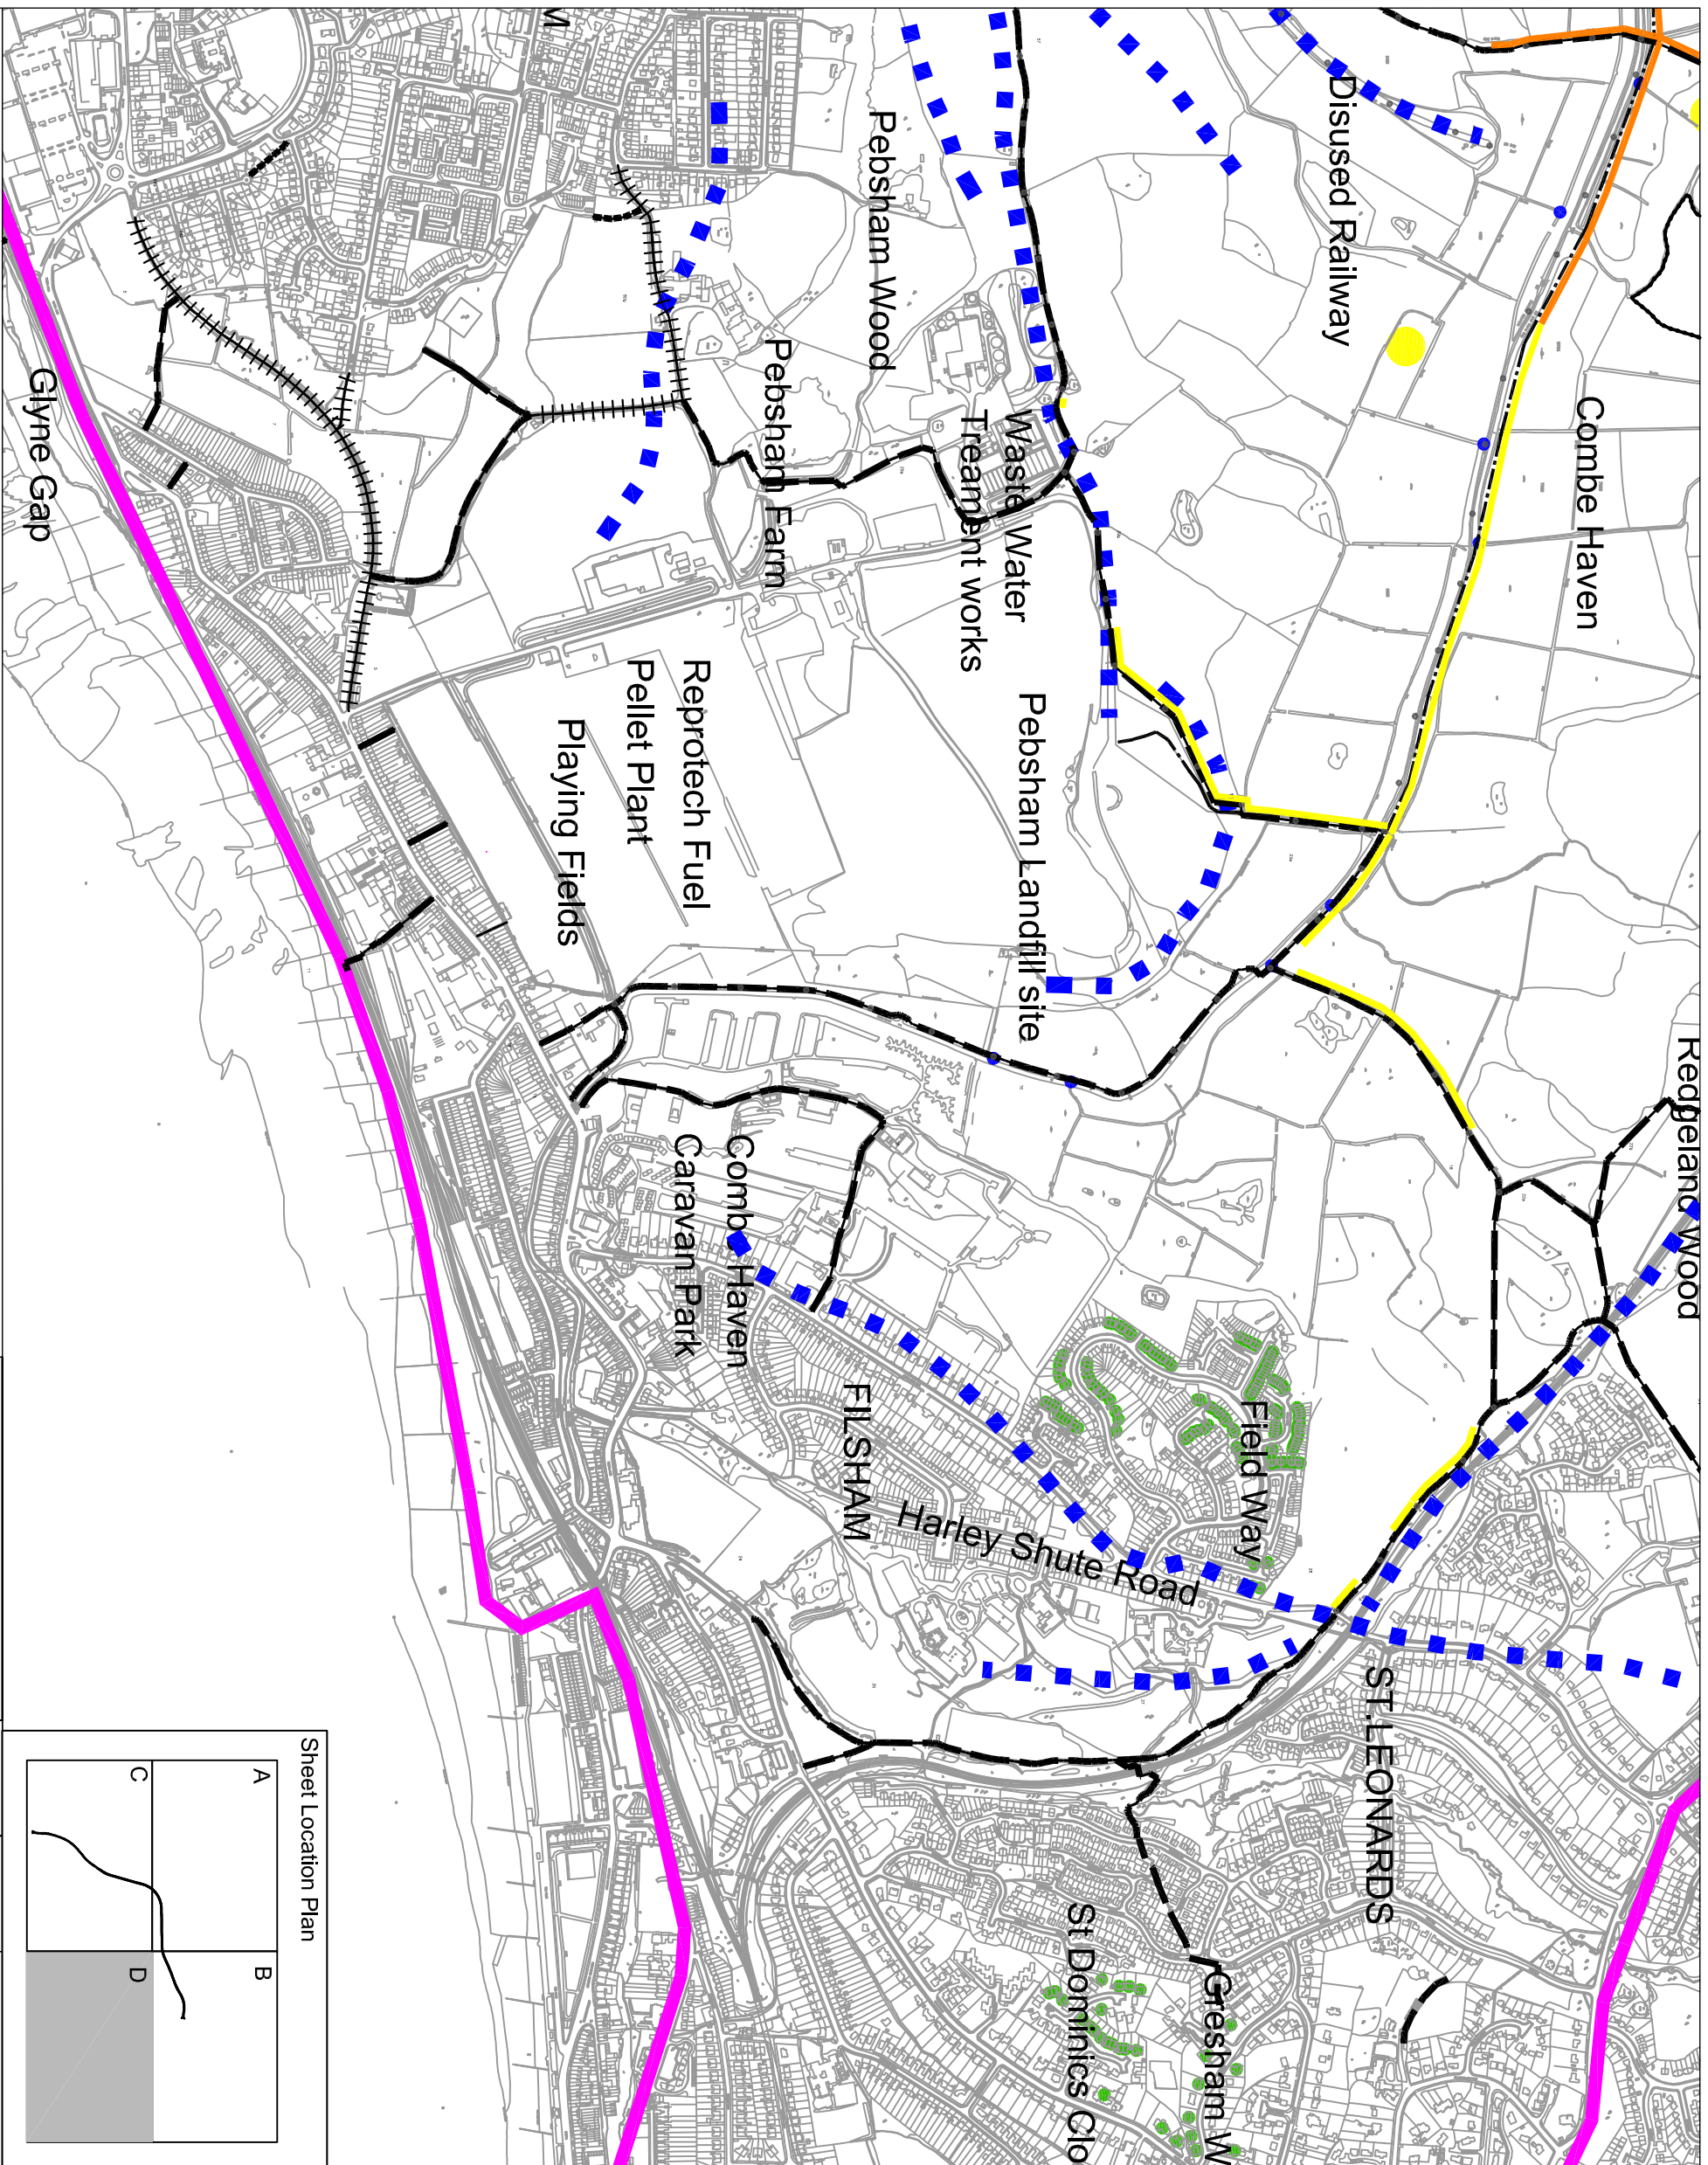 Redgeland Wood
Combe Haven
Disused Railway
ST.LEONARDS
Field Way
Gresham W
Harley Shute Road
St Dominics Clo
Waste Water
Treament works
Pebsham Landfill site
Pebsham Wood
FILSHAM
Pebsham Farm
Combe Haven
Caravan Park
Reprotech Fuel
Pellet Plant
Playing Fields
M
Glyne Gap
Sheet Location Plan
A
B
C
D